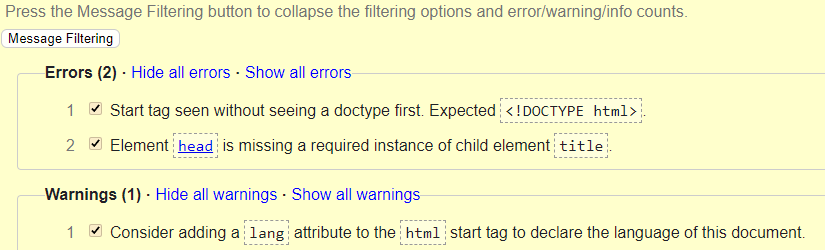 Press the Message Filtering button to collapse the filtering options and error/warning/info counts.
Message Filtering
Errors (2) · Hide all errors · Show all errors
1 Start tag seen without seeing a doctype first. Expected <!DOCTYPE html>.
2 Element head is missing a required instance of child element title.
Warnings (1) · Hide all warnings · Show all warnings
1 Consider adding a lang attribute to the html start tag to declare the language of this document.